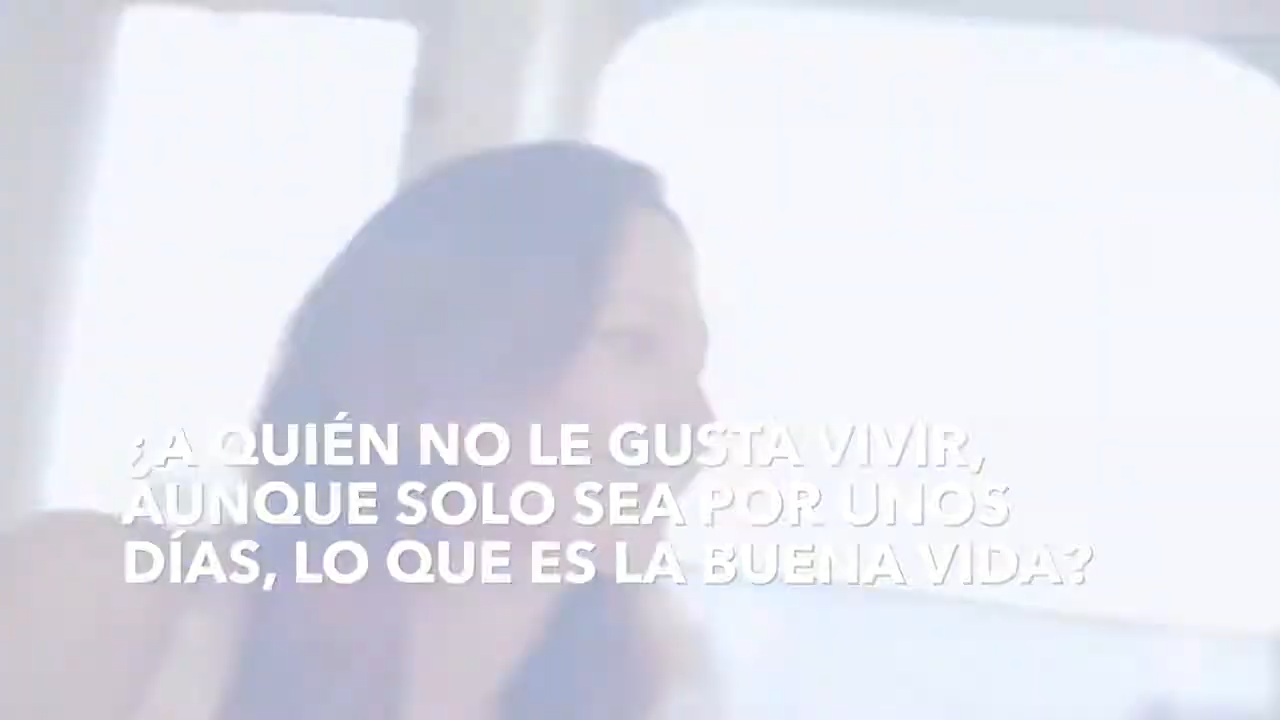 ¿A QUIÉN NO LE GUSTA VIVIR,
AUNQUE SOLO SEA POR UNOS
DÍAS, LO QUE ES LA BUENA VIDA?